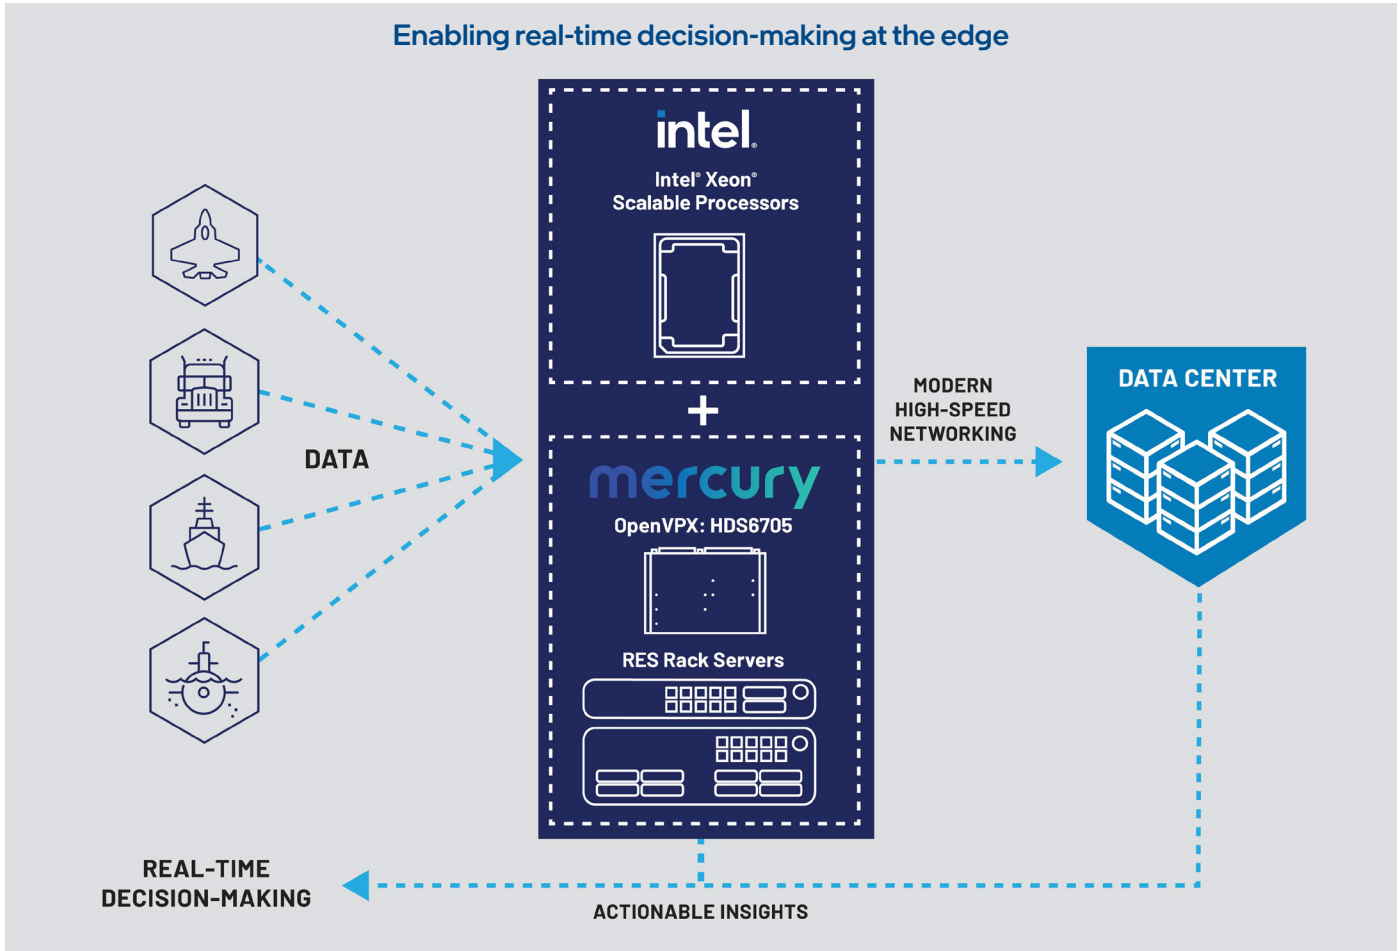 Enabling real-time decision-making at the edge
intel®
Intel® Xeon®
Scalable Processors
+
DATA
MODERN
HIGH-SPEED
NETWORKING
DATA CENTER
mercury
OpenVPX: HDS6705
RES Rack Servers
REAL-TIME
DECISION-MAKING
ACTIONABLE INSIGHTS